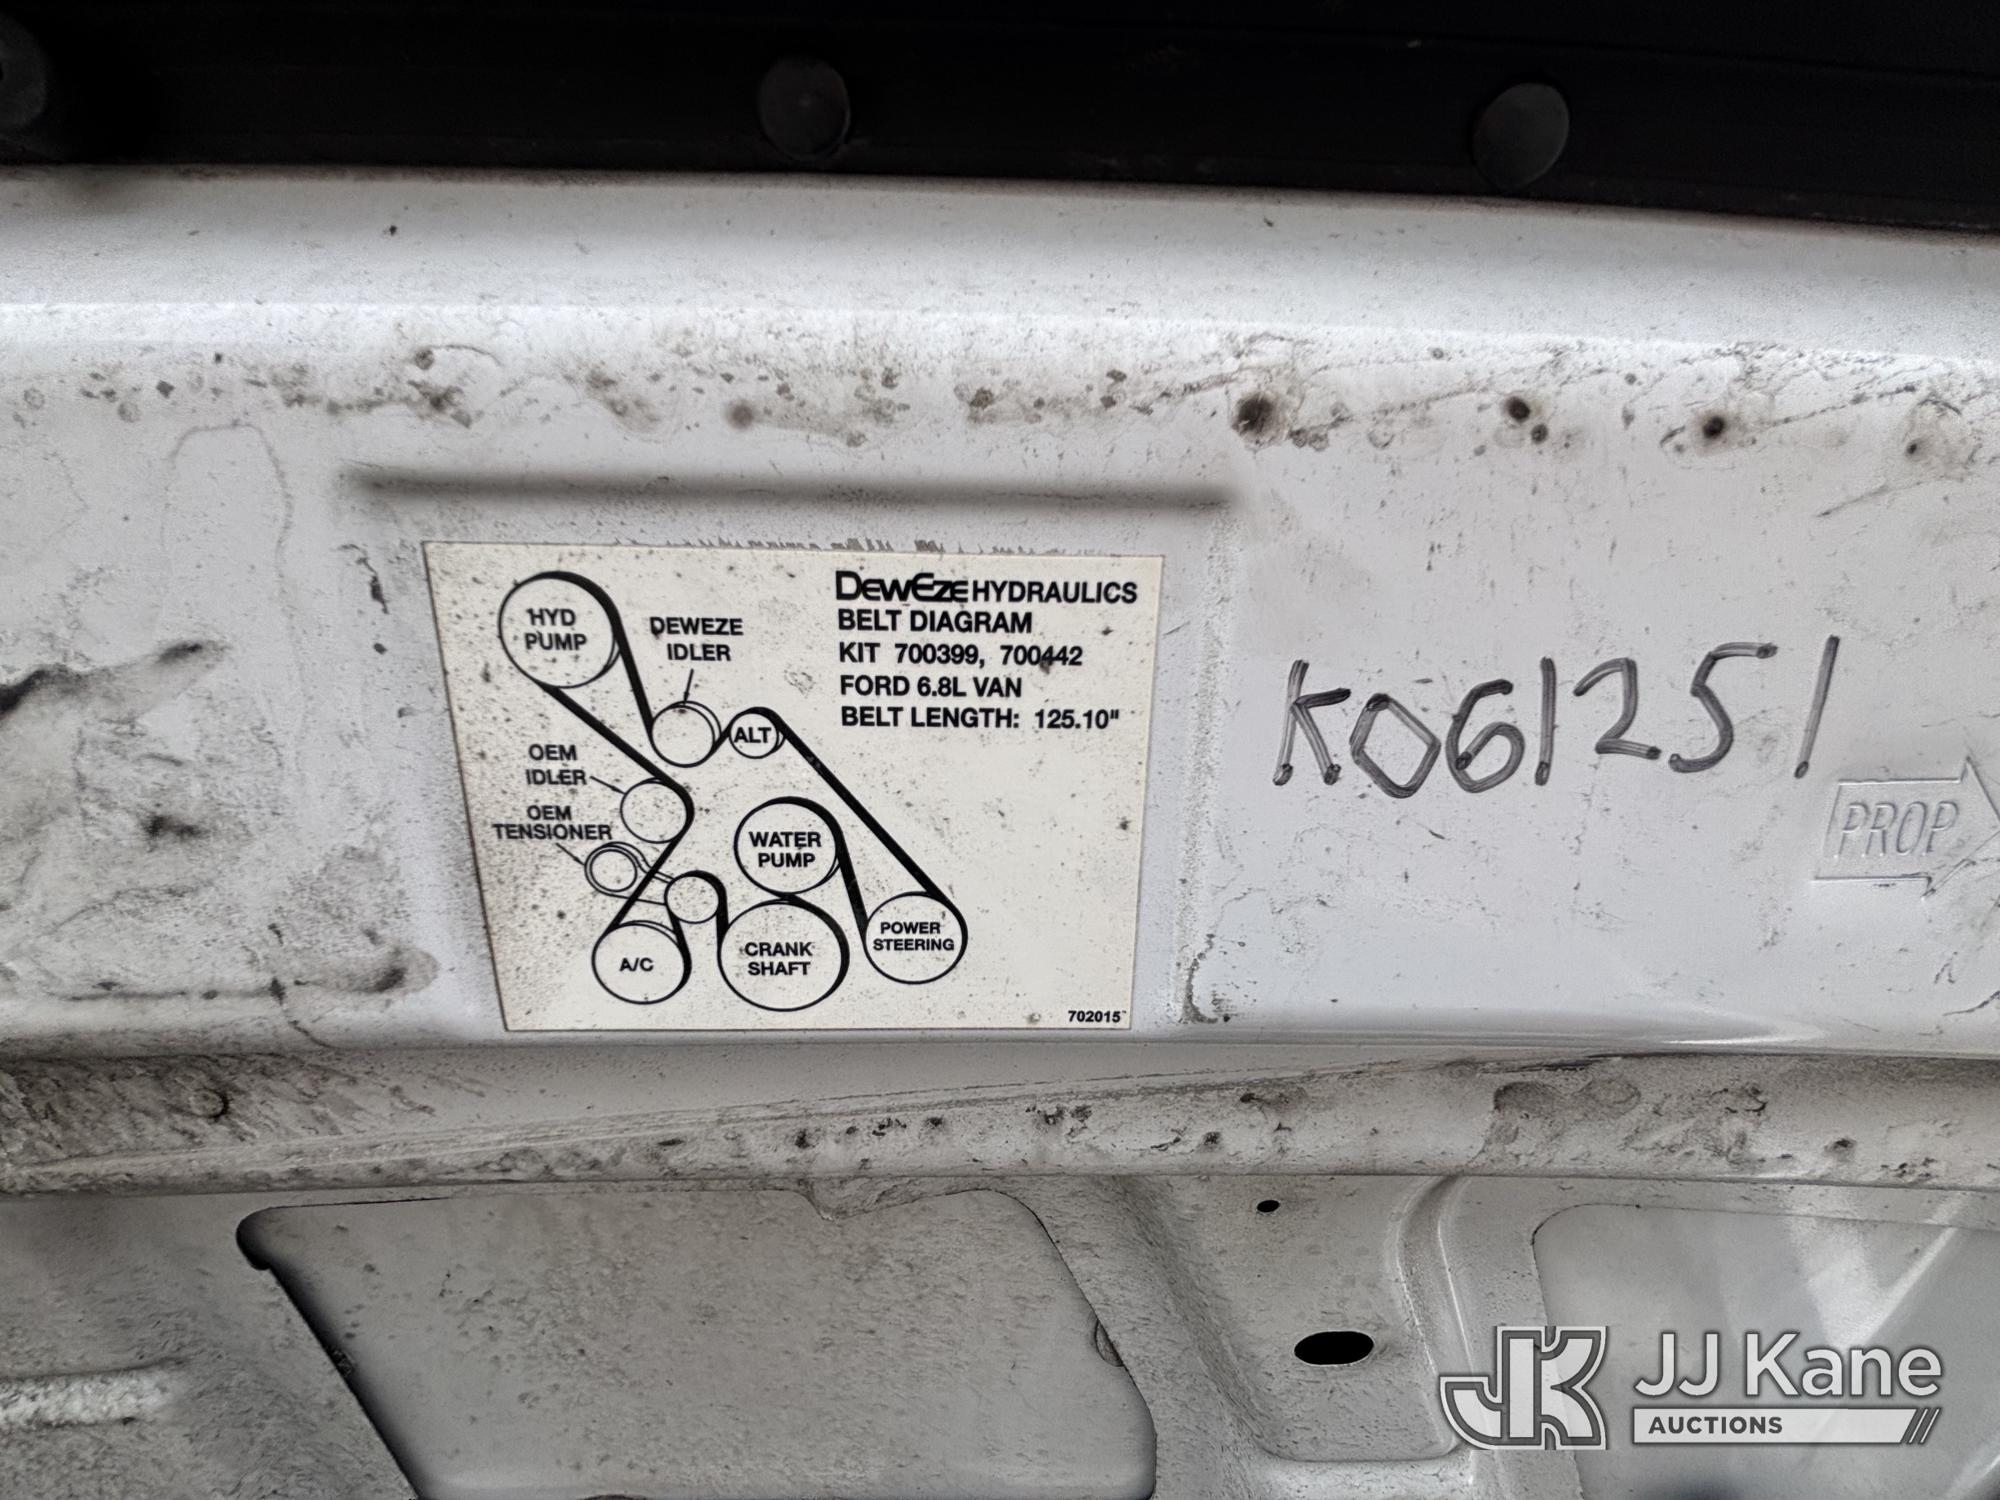 DewEze HYDRAULICS
BELT DIAGRAM
KIT 700399, 700442
FORD 6.8L VAN
BELT LENGTH: 125.10"
HYD
PUMP
DEWEZE
IDLER
ALT
OEM
IDLER
OEM
TENSIONER
WATER
PUMP
POWER
STEERING
A/C
CRANK
SHAFT
702015
K061251
PROP
JK JJ Kane
AUCTIONS